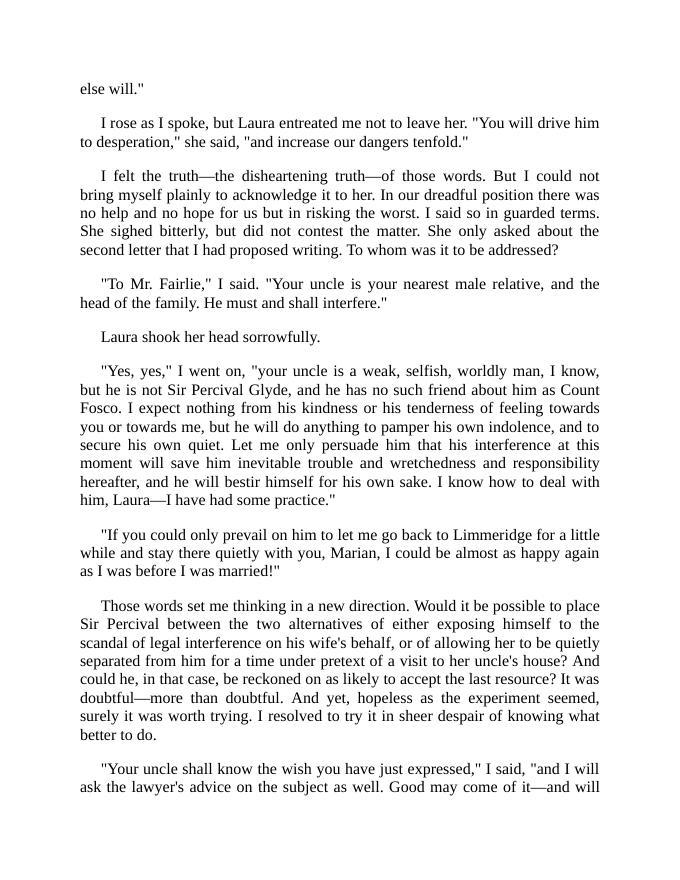 else will."
I rose as I spoke, but Laura entreated me not to leave her. "You will drive him
to desperation," she said, "and increase our dangers tenfold."
I felt the truth—the disheartening truth—of those words. But I could not
bring myself plainly to acknowledge it to her. In our dreadful position there was
no help and no hope for us but in risking the worst. I said so in guarded terms.
She sighed bitterly, but did not contest the matter. She only asked about the
second letter that I had proposed writing. To whom was it to be addressed?
"To Mr. Fairlie," I said. "Your uncle is your nearest male relative, and the
head of the family. He must and shall interfere."
Laura shook her head sorrowfully.
"Yes, yes," I went on, "your uncle is a weak, selfish, worldly man, I know,
but he is not Sir Percival Glyde, and he has no such friend about him as Count
Fosco. I expect nothing from his kindness or his tenderness of feeling towards
you or towards me, but he will do anything to pamper his own indolence, and to
secure his own quiet. Let me only persuade him that his interference at this
moment will save him inevitable trouble and wretchedness and responsibility
hereafter, and he will bestir himself for his own sake. I know how to deal with
him, Laura—I have had some practice."
"If you could only prevail on him to let me go back to Limmeridge for a little
while and stay there quietly with you, Marian, I could be almost as happy again
as I was before I was married!"
Those words set me thinking in a new direction. Would it be possible to place
Sir Percival between the two alternatives of either exposing himself to the
scandal of legal interference on his wife's behalf, or of allowing her to be quietly
separated from him for a time under pretext of a visit to her uncle's house? And
could he, in that case, be reckoned on as likely to accept the last resource? It was
doubtful—more than doubtful. And yet, hopeless as the experiment seemed,
surely it was worth trying. I resolved to try it in sheer despair of knowing what
better to do.
"Your uncle shall know the wish you have just expressed," I said, "and I will
ask the lawyer's advice on the subject as well. Good may come of it—and will